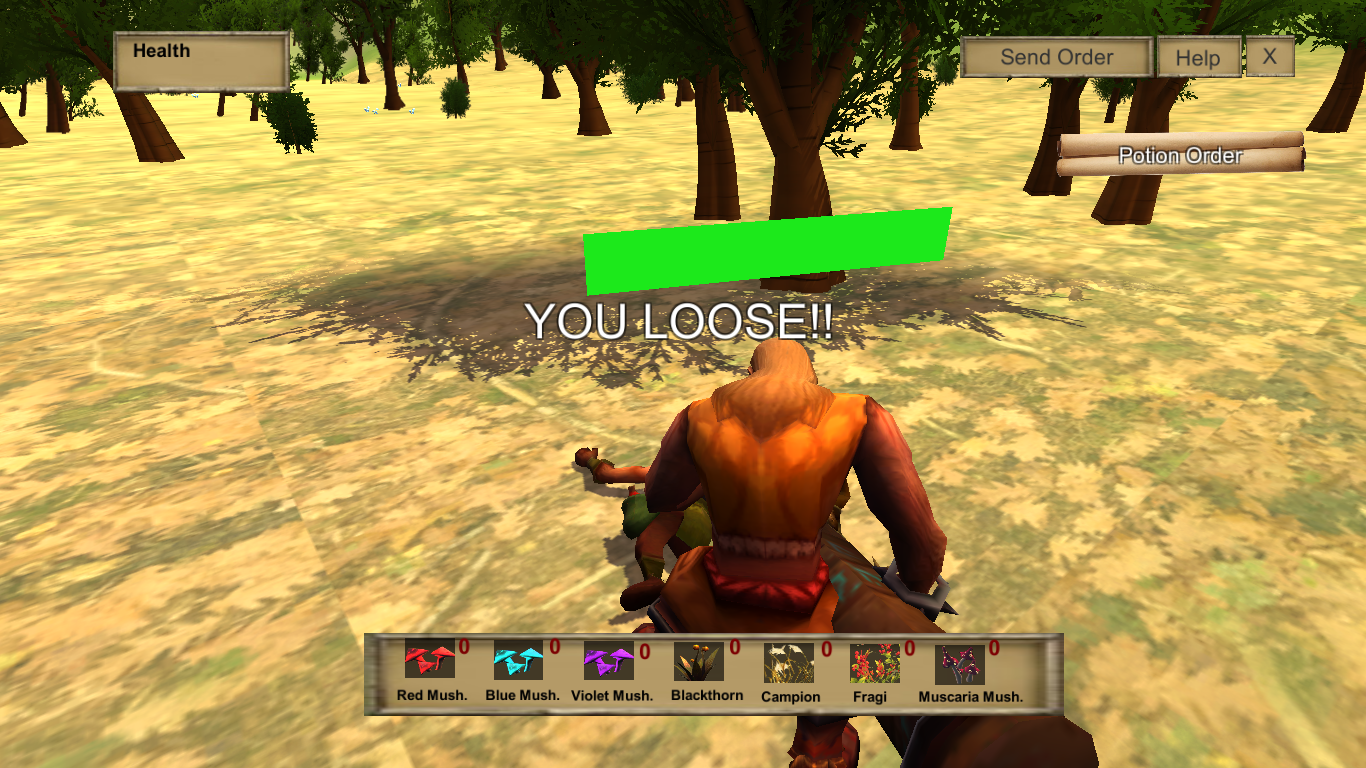 Health
Send Order
Help
X
Potion Order
YOU LOOSE!!
0 0 0 0 0 0 0
Red Mush. Blue Mush. Violet Mush. Blackthorn Campion Fragi Muscaria Mush.